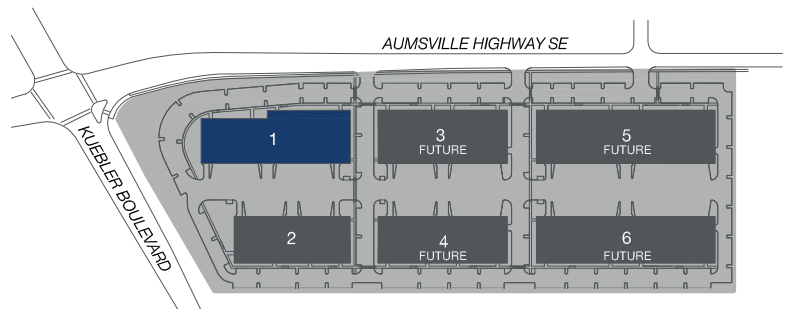 AUMSVILLE HIGHWAY SE
KUEBLER BOULEVARD
1
3
FUTURE
5
FUTURE
2
4
FUTURE
6
FUTURE